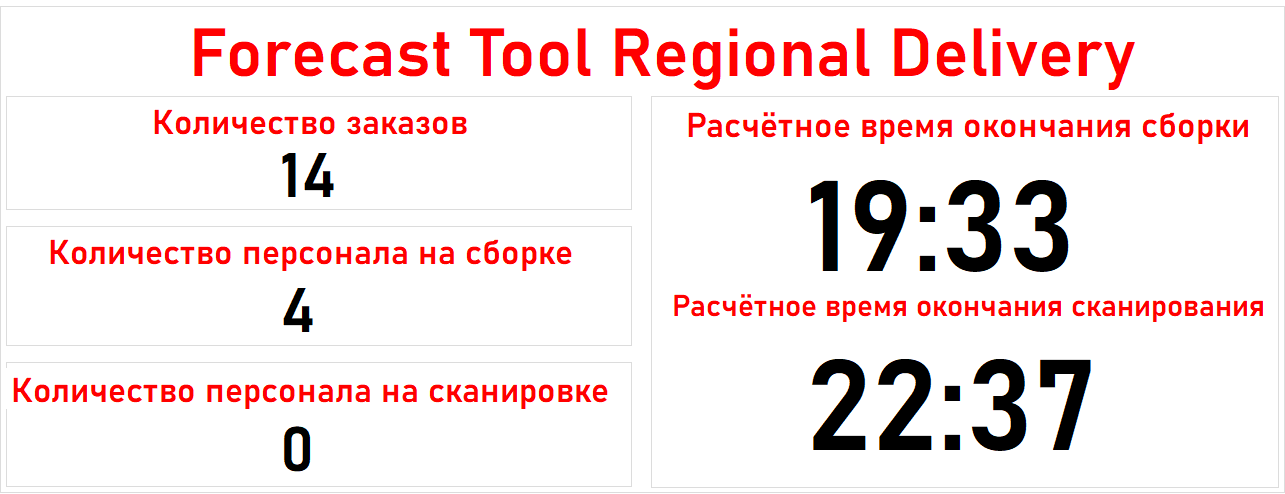 Forecast Tool Regional Delivery
Количество заказов
14
Количество персонала на сборке
4
Количество персонала на сканировке
0
Расчётное время окончания сборки
19:33
Расчётное время окончания сканирования
22:37